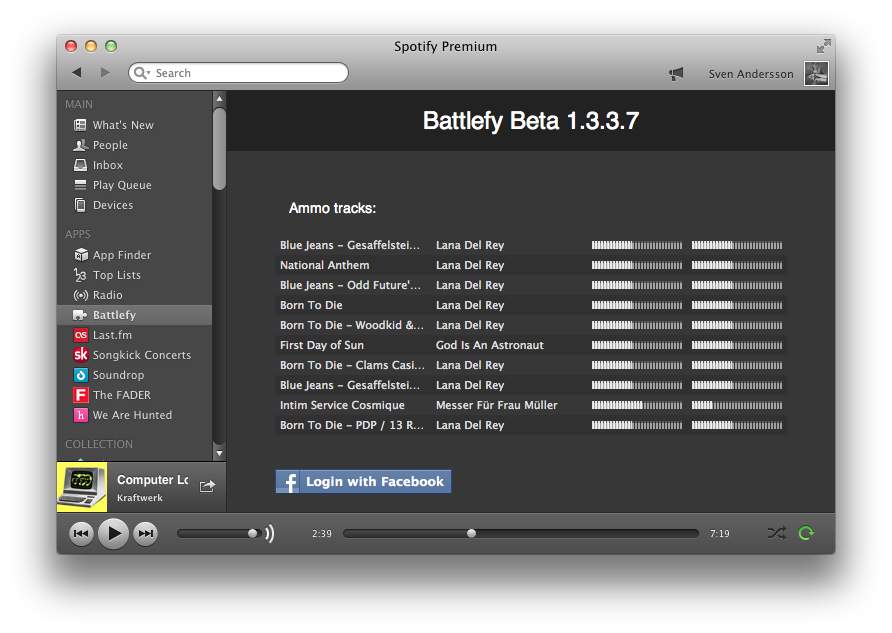 Spotify Premium
Search
Sven Andersson
MAIN
What's New
People
Inbox
Play Queue
Devices
APPS
App Finder
Top Lists
Radio
Battlefy
Last.fm
Songkick Concerts
Soundrop
The FADER
We Are Hunted
COLLECTION
Computer Lo
Kraftwerk
Battlefy Beta 1.3.3.7
Ammo tracks:
Blue Jeans – Gesaffelstei... Lana Del Rey
National Anthem Lana Del Rey
Blue Jeans – Odd Future'... Lana Del Rey
Born To Die Lana Del Rey
Born To Die – Woodkid &... Lana Del Rey
First Day of Sun God Is An Astronaut
Born To Die – Clams Casi... Lana Del Rey
Blue Jeans – Gesaffelstei... Lana Del Rey
Intim Service Cosmique Messer Für Frau Müller
Born To Die – PDP / 13 R... Lana Del Rey
f Login with Facebook
2:39 7:19